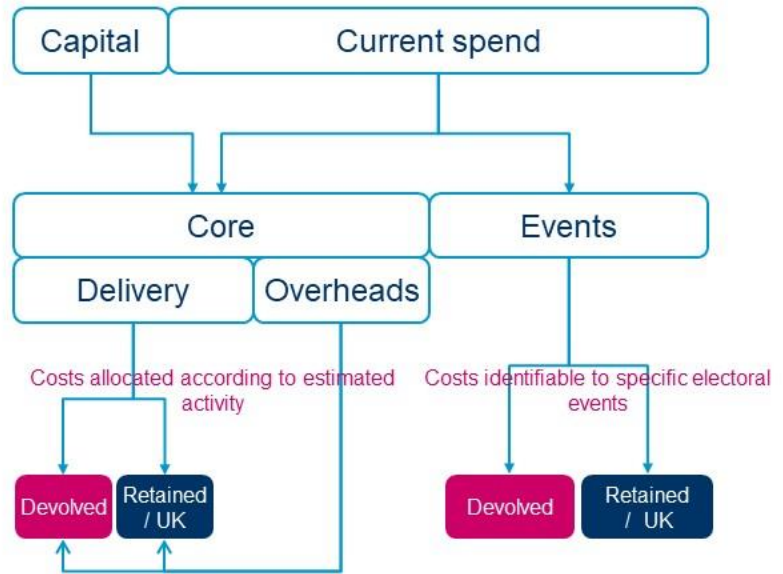 Capital
Current spend
Core
Events
Delivery
Overheads
Costs allocated according to estimated
activity
Costs identifiable to specific electoral
events
Devolved
Retained
/ UK
Devolved
Retained
/ UK